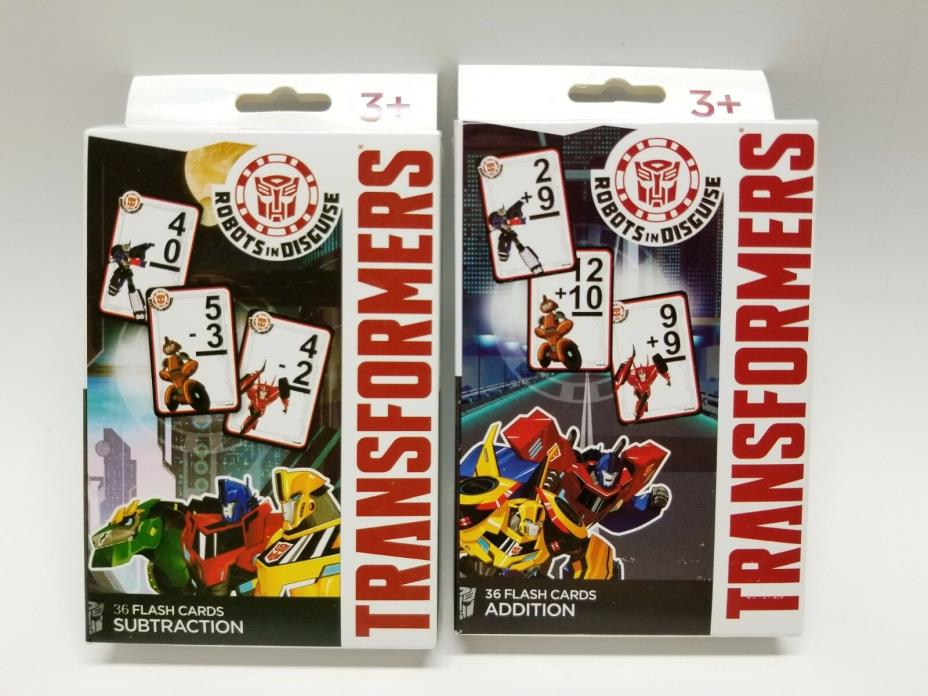 3+
ROBOTS IN DISGUISE
TRANSFORMERS
4
0
5
- 3
4
- 2
36 FLASH CARDS
SUBTRACTION
3+
ROBOTS IN DISGUISE
TRANSFORMERS
2
+ 9
12
+ 10
9
+ 9
36 FLASH CARDS
ADDITION